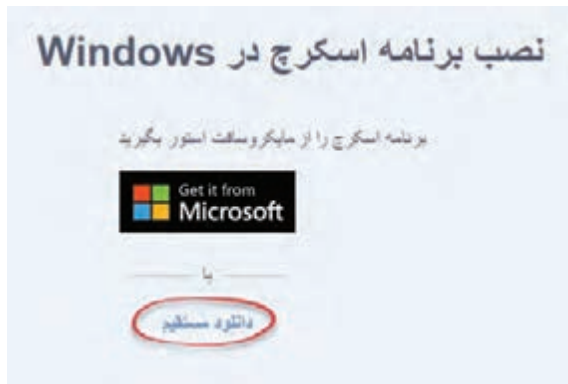 نصب برنامه اسکرچ در Windows
برنامه اسکرچ را از مایکروسافت استور بگیرید
Get it from
Microsoft
یا
دانلود مستقیم